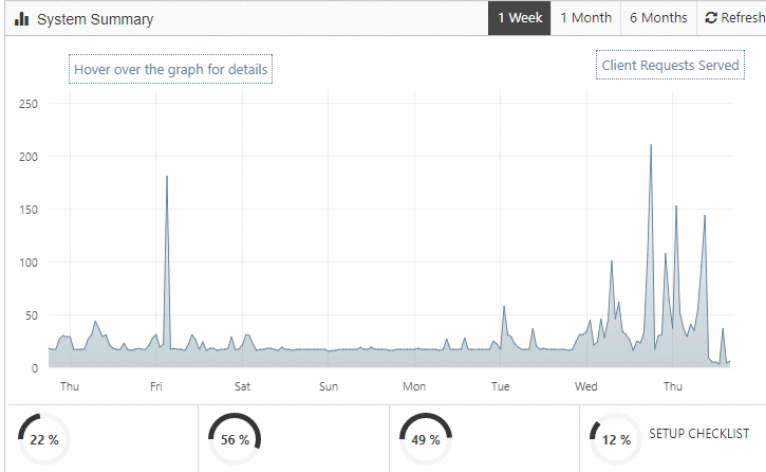 System Summary 1 Week 1 Month 6 Months Refresh
Hover over the graph for details Client Requests Served
250
200
150
100
50
0
Thu Fri Sat Sun Mon Tue Wed Thu
22 % 56 % 49 % 12 % SETUP CHECKLIST